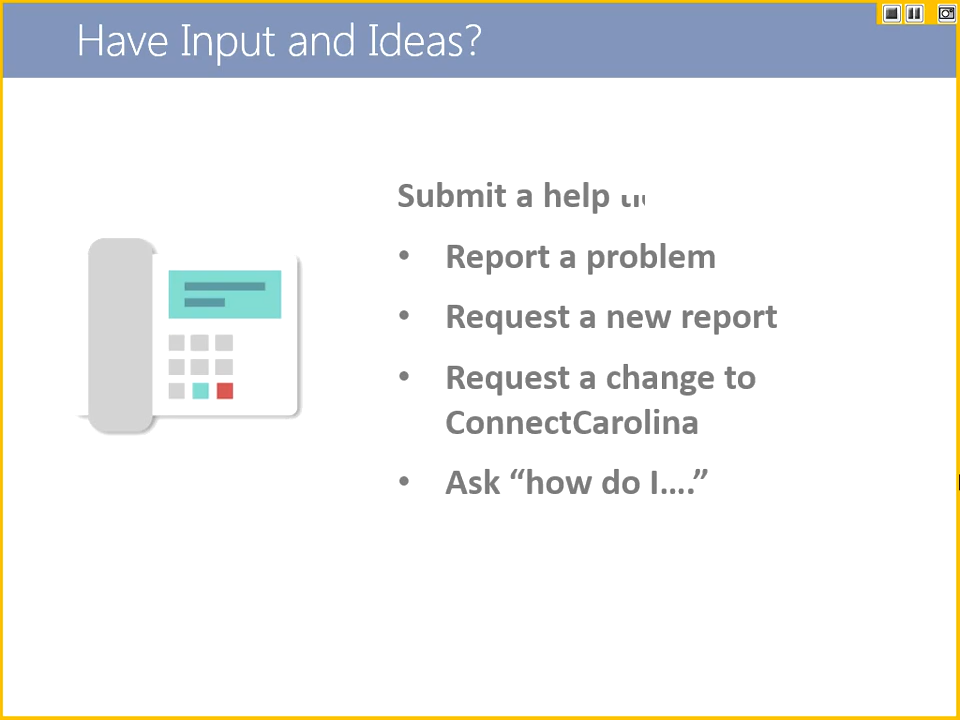 Have Input and Ideas?
Submit a help
• Report a problem
• Request a new report
• Request a change to
ConnectCarolina
• Ask “how do I….”